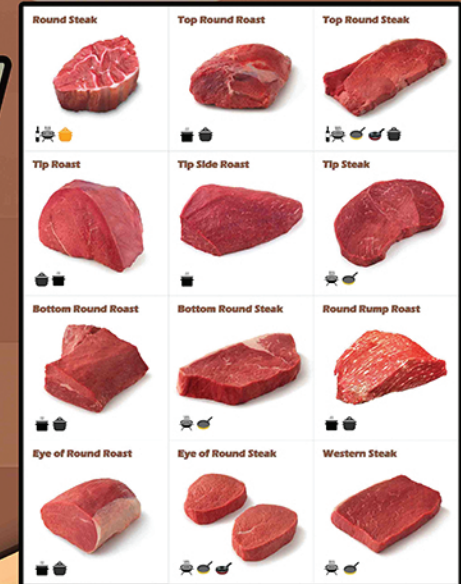 Round Steak
Top Round Roast
Top Round Steak
Tip Roast
Tip Side Roast
Tip Steak
Bottom Round Roast
Bottom Round Steak
Round Rump Roast
Eye of Round Roast
Eye of Round Steak
Western Steak